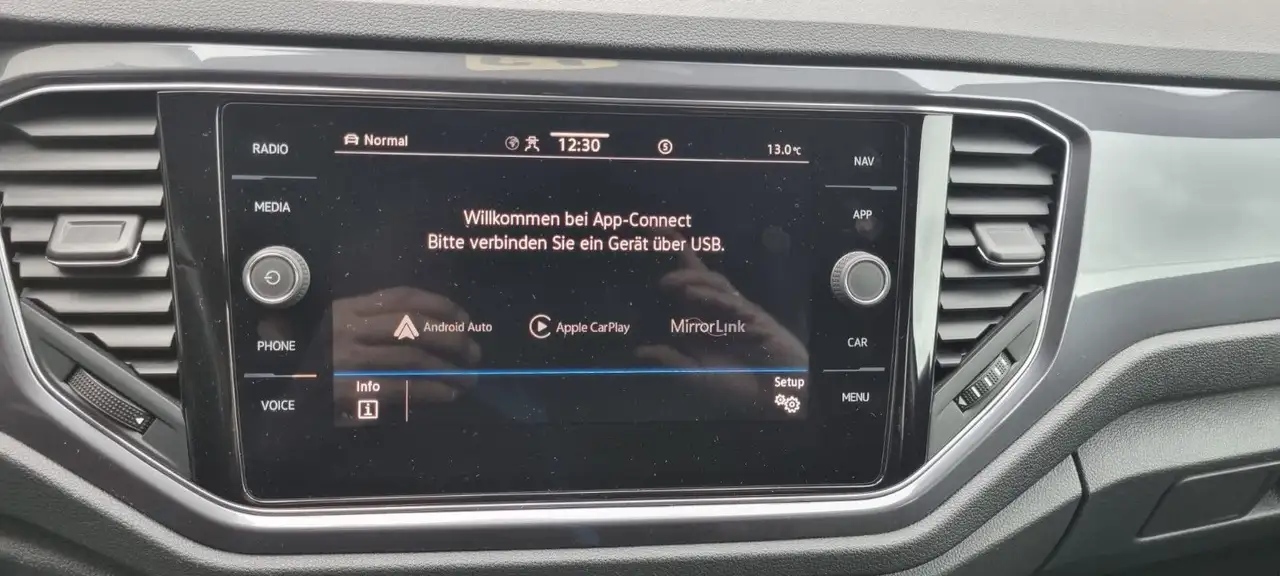 RADIO
MEDIA
PHONE
VOICE
Normal
12:30
S
13.0°C
Willkommen bei App-Connect
Bitte verbinden Sie ein Gerät über USB.
Android Auto
Apple CarPlay
MirrorLink
Info
i
Setup
NAV
APP
CAR
MENU